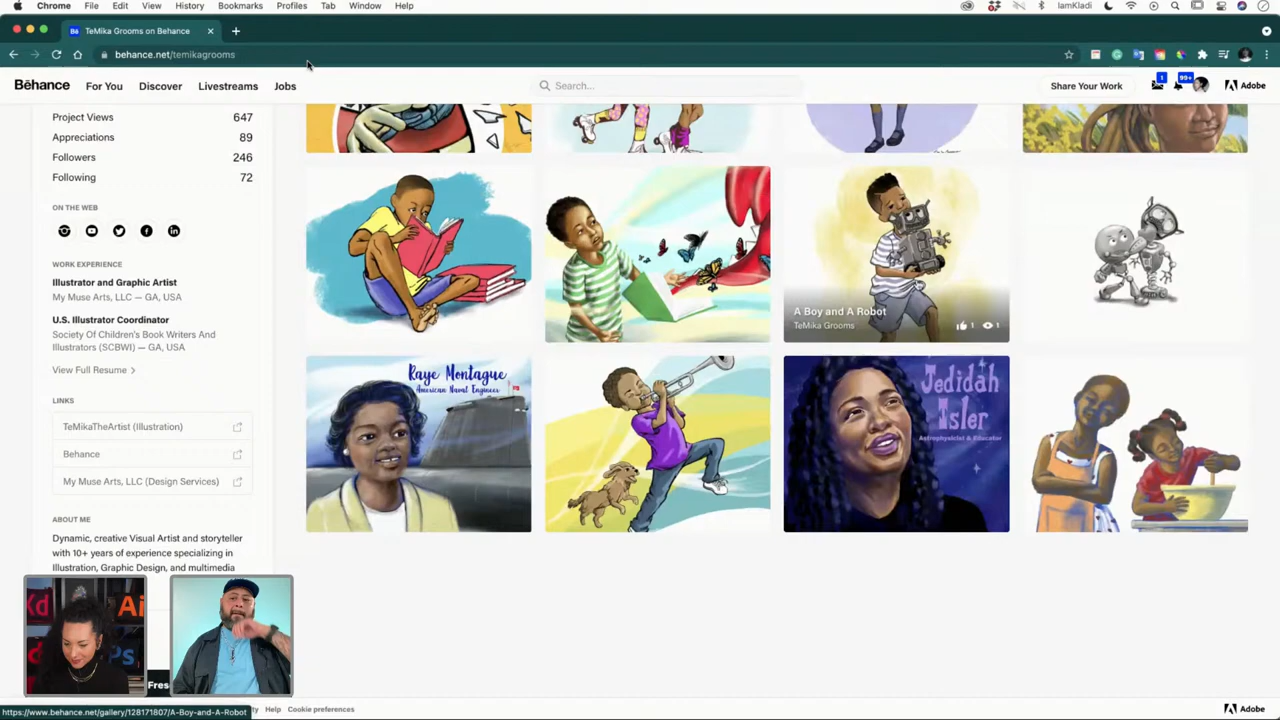 Chrome File Edit View History Bookmarks Profiles Tab Window Help IamKladi
TeMika Grooms on Behance
behance.net/temikagrooms
Bēhance For You Discover Livestreams Jobs Search... Share Your Work 1 99+ Adobe
Project Views 647
Appreciations 89
Followers 246
Following 72
ON THE WEB
WORK EXPERIENCE
Illustrator and Graphic Artist
My Muse Arts, LLC — GA, USA
U.S. Illustrator Coordinator
Society Of Children's Book Writers And
Illustrators (SCBWI) — GA, USA
View Full Resume
LINKS
TeMikaTheArtist (Illustration)
Behance
My Muse Arts, LLC (Design Services)
ABOUT ME
Dynamic, creative Visual Artist and storyteller
with 10+ years of experience specializing in
Illustration, Graphic Design, and multimedia
A Boy and A Robot
TeMika Grooms 1 1
Raye Montague
American Naval Engineer
Jedidah
Isler
Astrophysicist & Educator
Xd Ai
Ps
https://www.behance.net/gallery/128171807/A-Boy-and-A-Robot
Help Cookie preferences Adobe